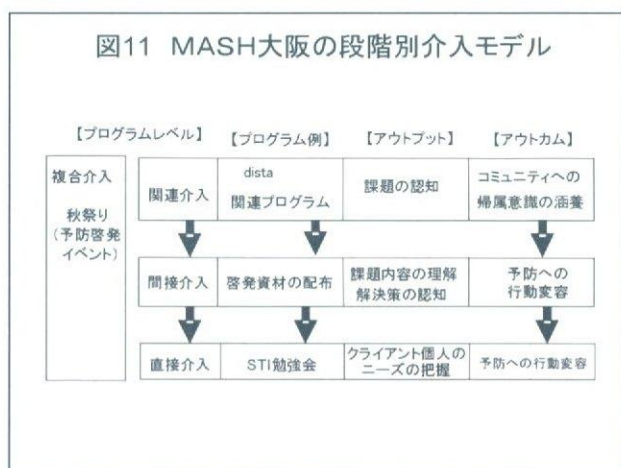 図11 MASH大阪の段階別介入モデル
【プログラムレベル】 【プログラム例】 【アウトプット】 【アウトカム】
複合介入
秋祭り
(予防啓発
イベント)
関連介入
dista
関連プログラム
課題の認知
コミュニティへの
帰属意識の涵養
間接介入
啓発資材の配布
課題内容の理解
解決策の認知
予防への
行動変容
直接介入
STI勉強会
クライアント個人の
ニーズの把握
予防への行動変容